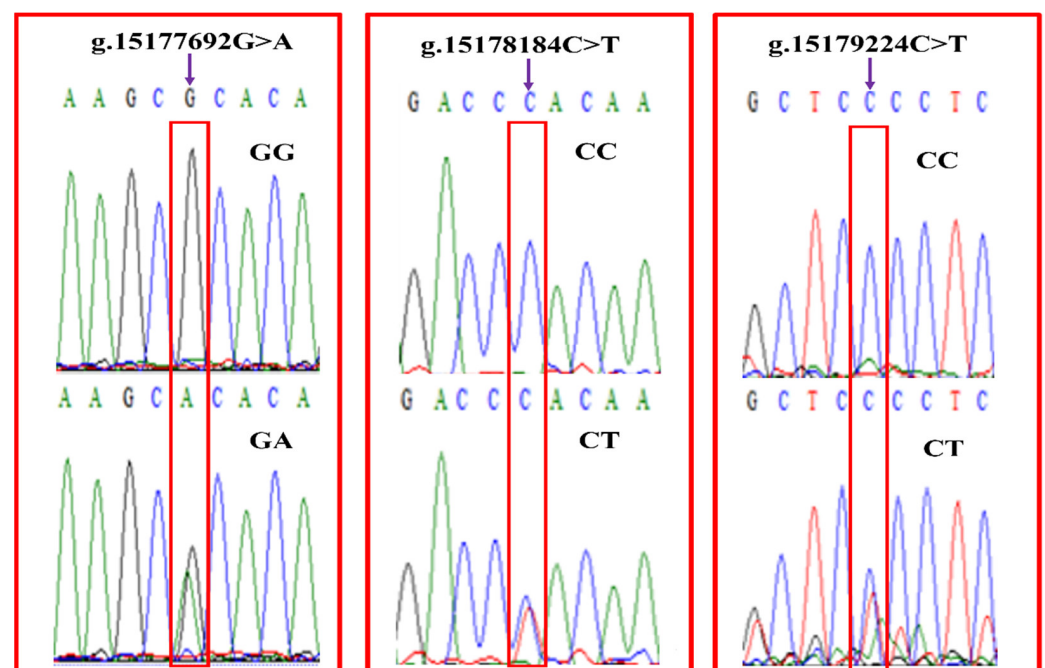 g.15177692G>A
A A G C G C A C A
GG
A A G C A C A C A
GA
g.15178184C>T
G A C C C A C A A
CC
G A C C C A C A A
CT
g.15179224C>T
G C T C C C C T C
CC
G C T C C C C T C
CT